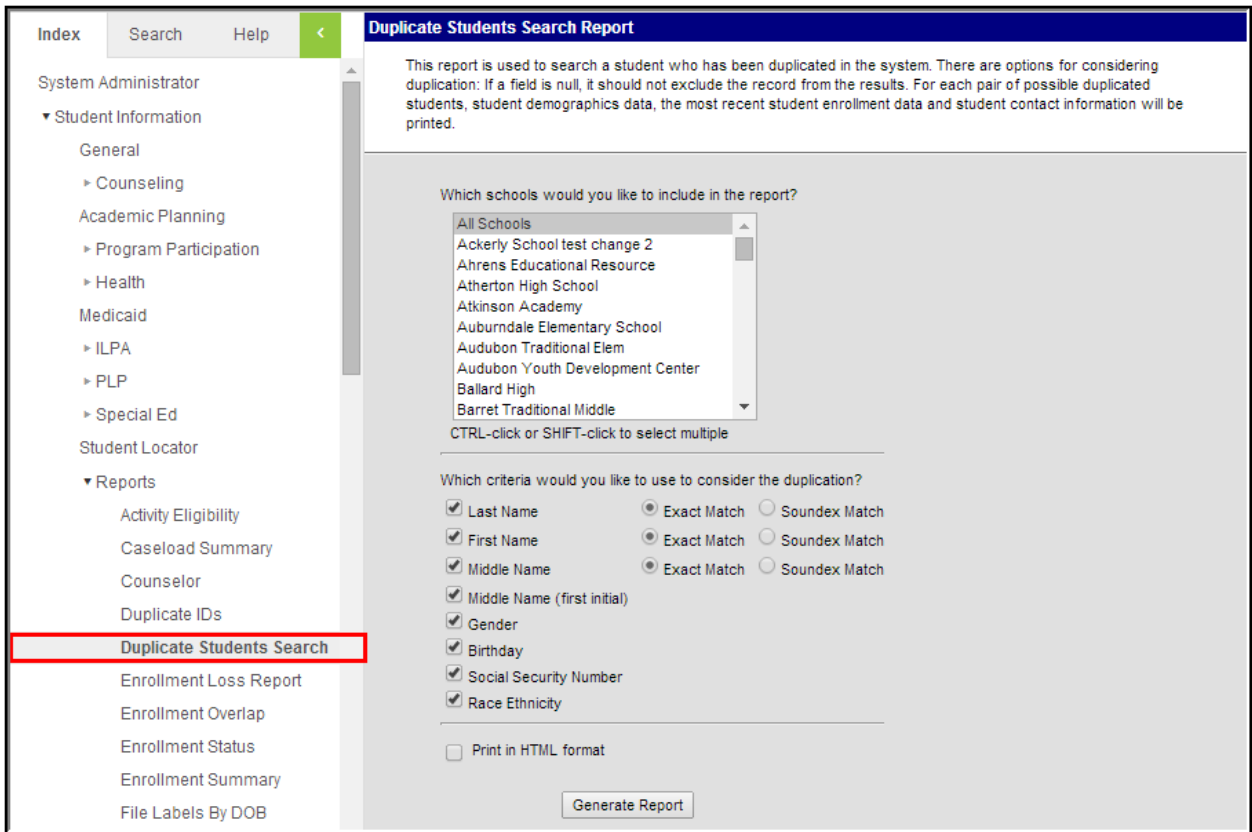 Index Search Help <
System Administrator
▾ Student Information
General
▸ Counseling
Academic Planning
▸ Program Participation
▸ Health
Medicaid
▸ ILPA
▸ PLP
▸ Special Ed
Student Locator
▾ Reports
Activity Eligibility
Caseload Summary
Counselor
Duplicate IDs
Duplicate Students Search
Enrollment Loss Report
Enrollment Overlap
Enrollment Status
Enrollment Summary
File Labels By DOB
Duplicate Students Search Report
This report is used to search a student who has been duplicated in the system. There are options for considering
duplication: If a field is null, it should not exclude the record from the results. For each pair of possible duplicated
students, student demographics data, the most recent student enrollment data and student contact information will be
printed.
Which schools would you like to include in the report?
All Schools
Ackerly School test change 2
Ahrens Educational Resource
Atherton High School
Atkinson Academy
Auburndale Elementary School
Audubon Traditional Elem
Audubon Youth Development Center
Ballard High
Barret Traditional Middle
CTRL-click or SHIFT-click to select multiple
Which criteria would you like to use to consider the duplication?
Last Name Exact Match Soundex Match
First Name Exact Match Soundex Match
Middle Name Exact Match Soundex Match
Middle Name (first initial)
Gender
Birthday
Social Security Number
Race Ethnicity
Print in HTML format
Generate Report